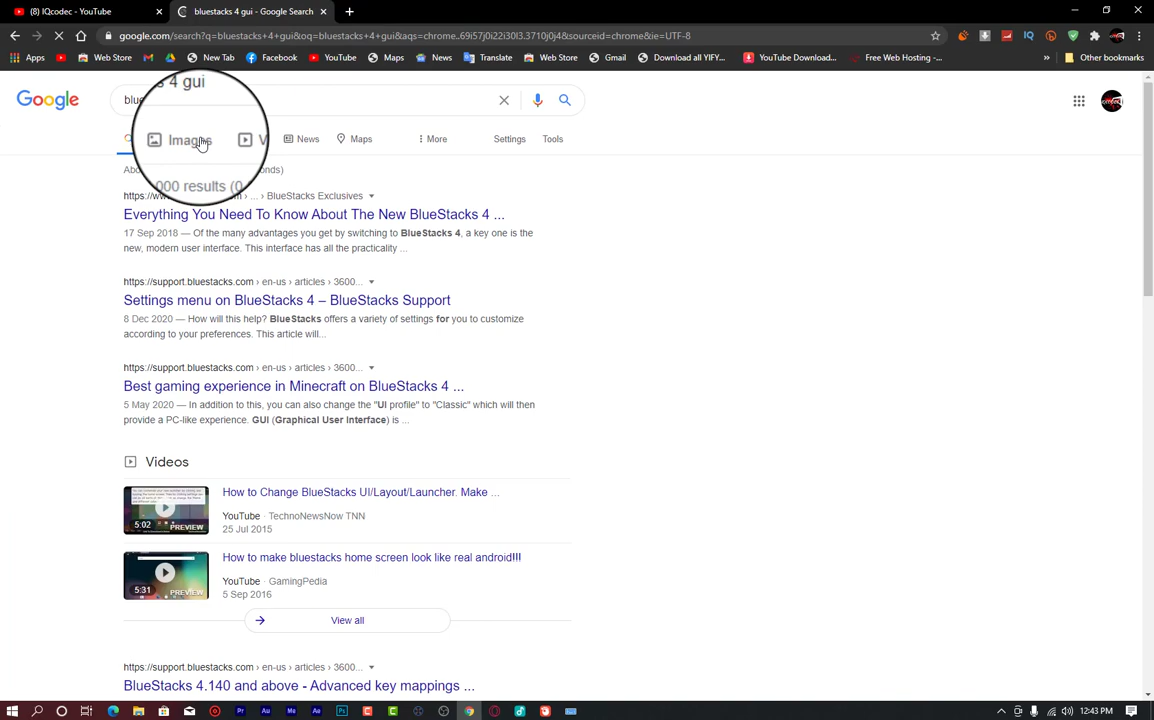 (8) IQcodec - YouTube
bluestacks 4 gui - Google Search
google.com/search?q=bluestacks+4+gui&oq=bluestacks+4+gui&aqs=chrome..69i57j0i22i30l3.3710j0j4&sourceid=chrome&ie=UTF-8
Apps YouTube Web Store New Tab Facebook YouTube Maps News Translate Web Store Gmail Download all YIFY... YouTube Download... Free Web Hosting -... » Other bookmarks
Google
s 4 gui
blue
Images V News Maps More Settings Tools
Abo 000 results (0 onds)
https://ww .com › ... › BlueStacks Exclusives
Everything You Need To Know About The New BlueStacks 4 ...
17 Sep 2018 — Of the many advantages you get by switching to BlueStacks 4, a key one is the
new, modern user interface. This interface has all the practicality ...
https://support.bluestacks.com › en-us › articles › 3600...
Settings menu on BlueStacks 4 – BlueStacks Support
8 Dec 2020 — How will this help? BlueStacks offers a variety of settings for you to customize
according to your preferences. This article will...
https://support.bluestacks.com › en-us › articles › 3600...
Best gaming experience in Minecraft on BlueStacks 4 ...
5 May 2020 — In addition to this, you can also change the "UI profile" to "Classic" which will then
provide a PC-like experience. GUI (Graphical User Interface) is ...
Videos
How to Change BlueStacks UI/Layout/Launcher. Make ...
YouTube · TechnoNewsNow TNN
25 Jul 2015
5:02 PREVIEW
How to make bluestacks home screen look like real android!!!
YouTube · GamingPedia
5 Sep 2016
5:31 PREVIEW
View all
https://support.bluestacks.com › en-us › articles › 3600...
BlueStacks 4.140 and above - Advanced key mappings ...
12:43 PM